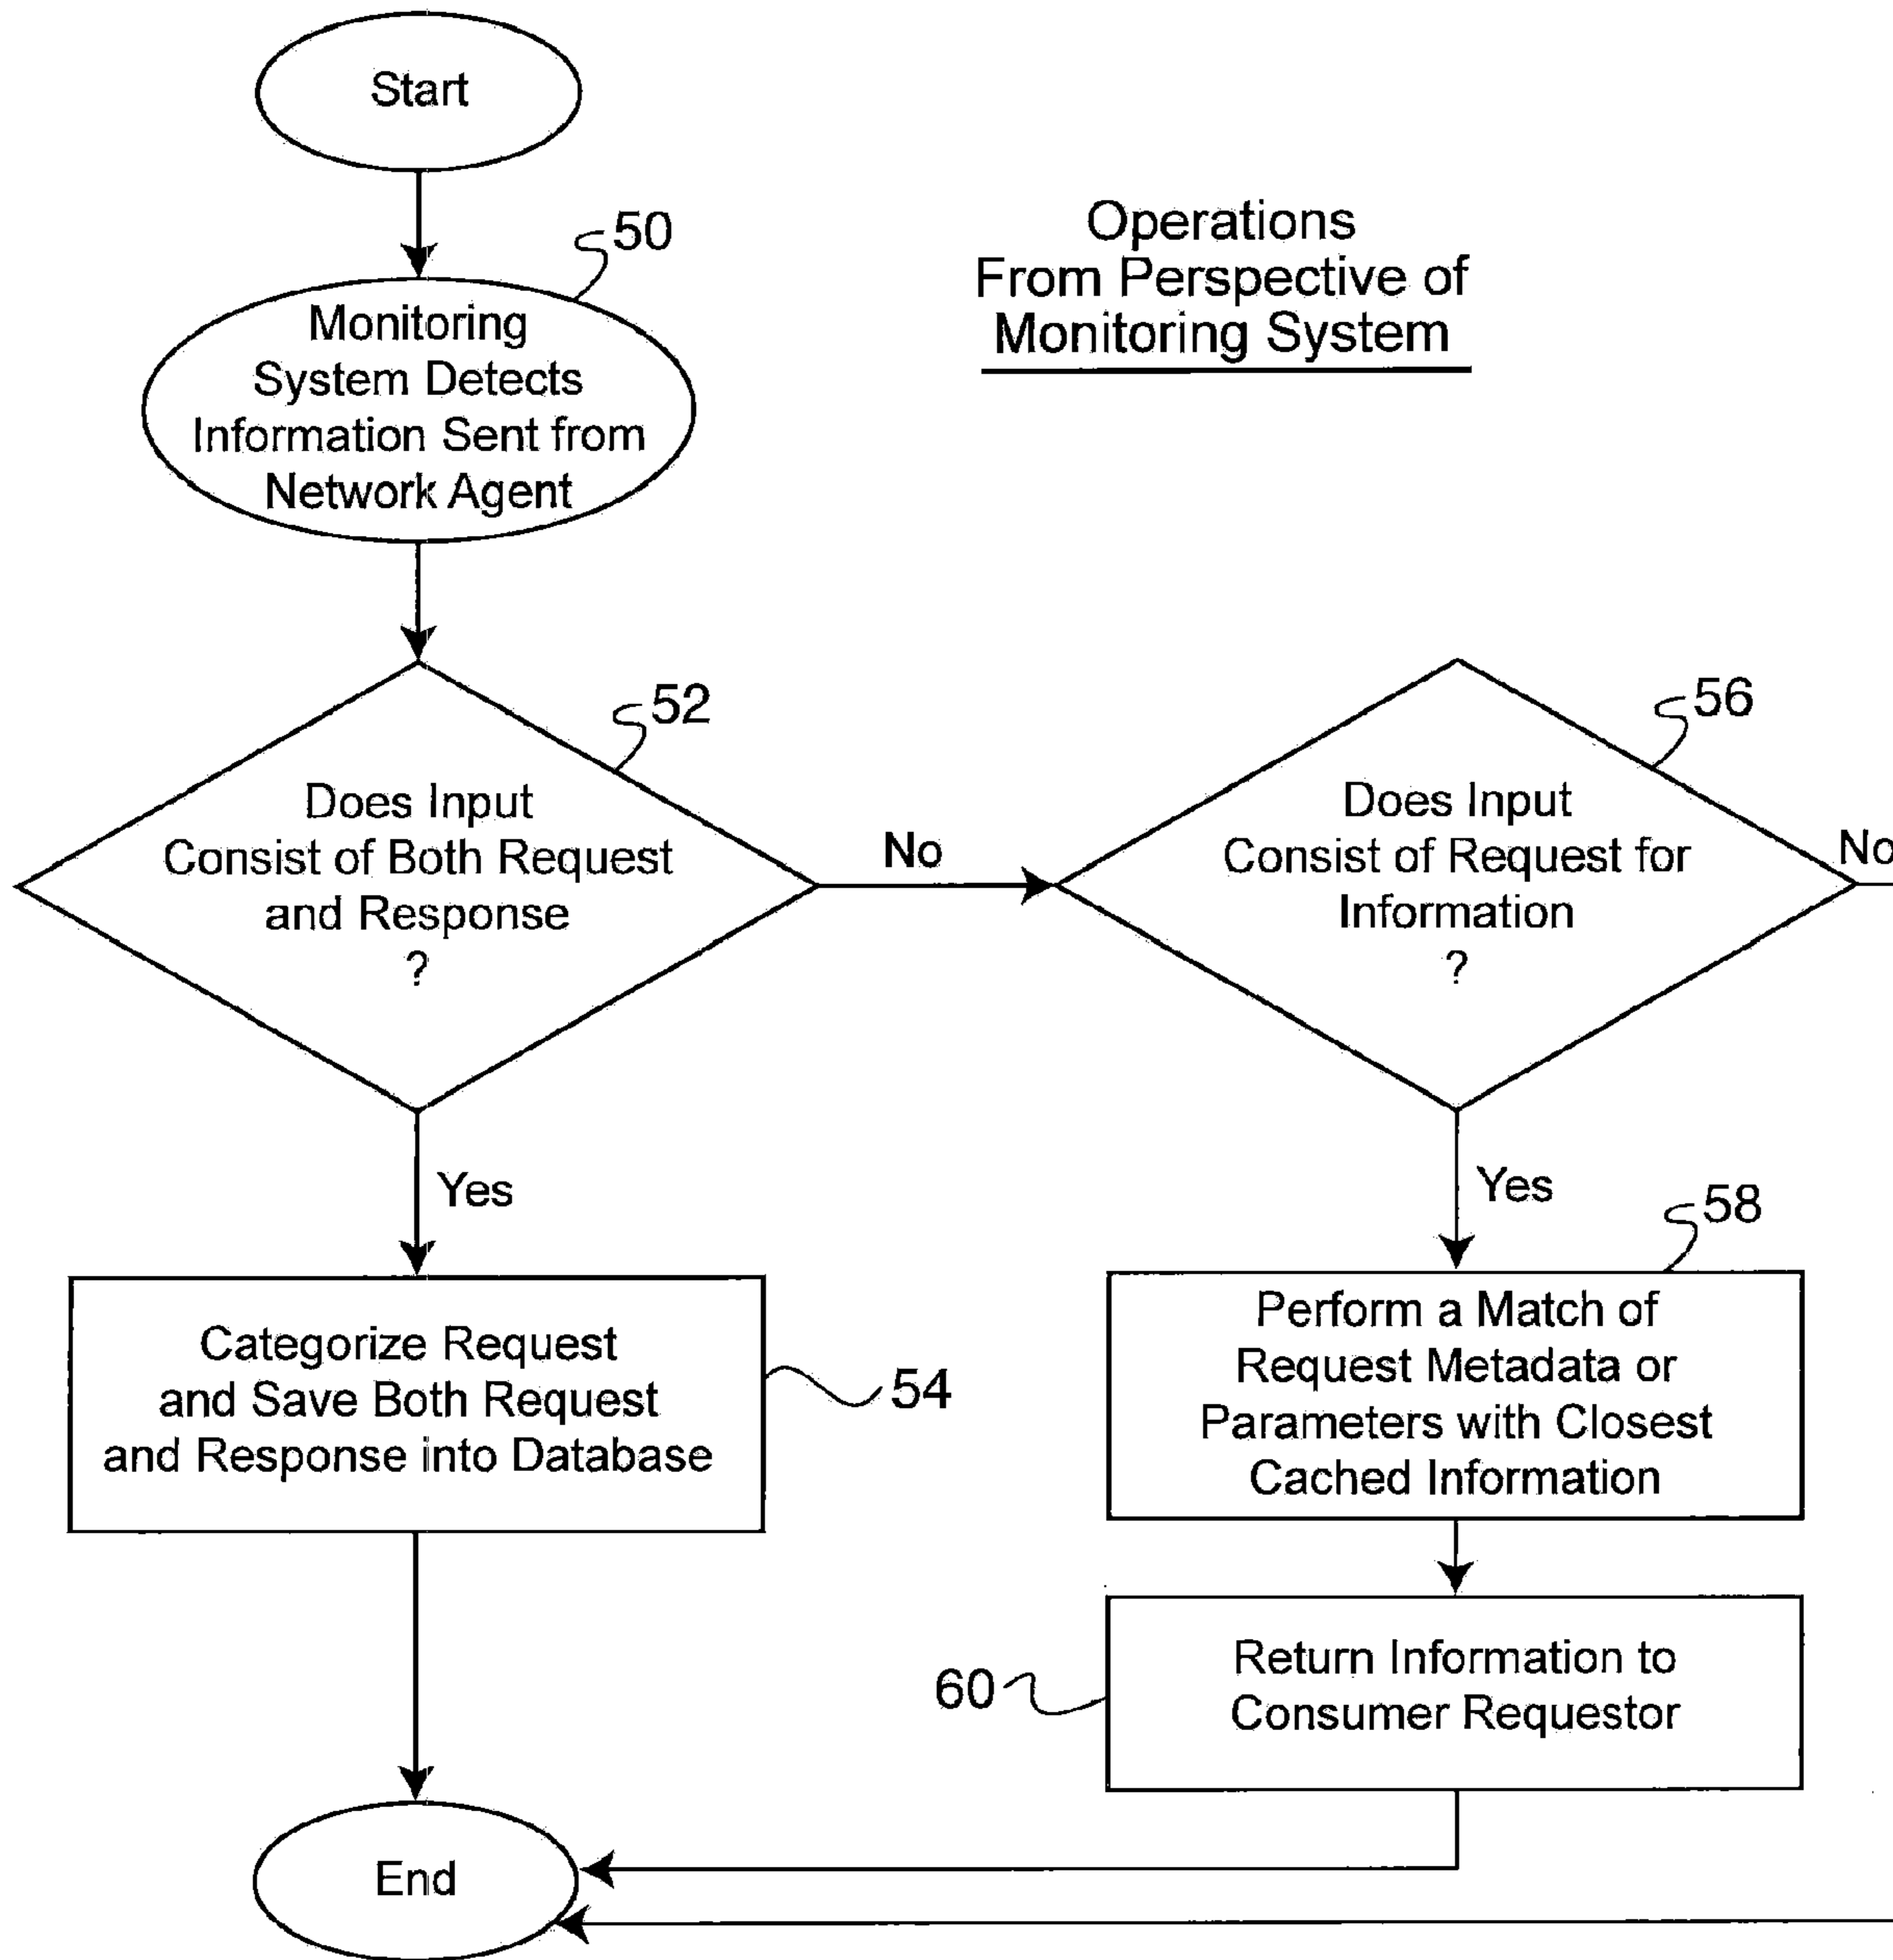 Start
Operations
From Perspective of
Monitoring System
50
Monitoring
System Detects
Information Sent from
Network Agent
52
Does Input
Consist of Both Request
and Response
?
No
56
Does Input
Consist of Request for
Information
?
No
Yes
Yes
54
Categorize Request
and Save Both Request
and Response into Database
58
Perform a Match of
Request Metadata or
Parameters with Closest
Cached Information
60
Return Information to
Consumer Requestor
End